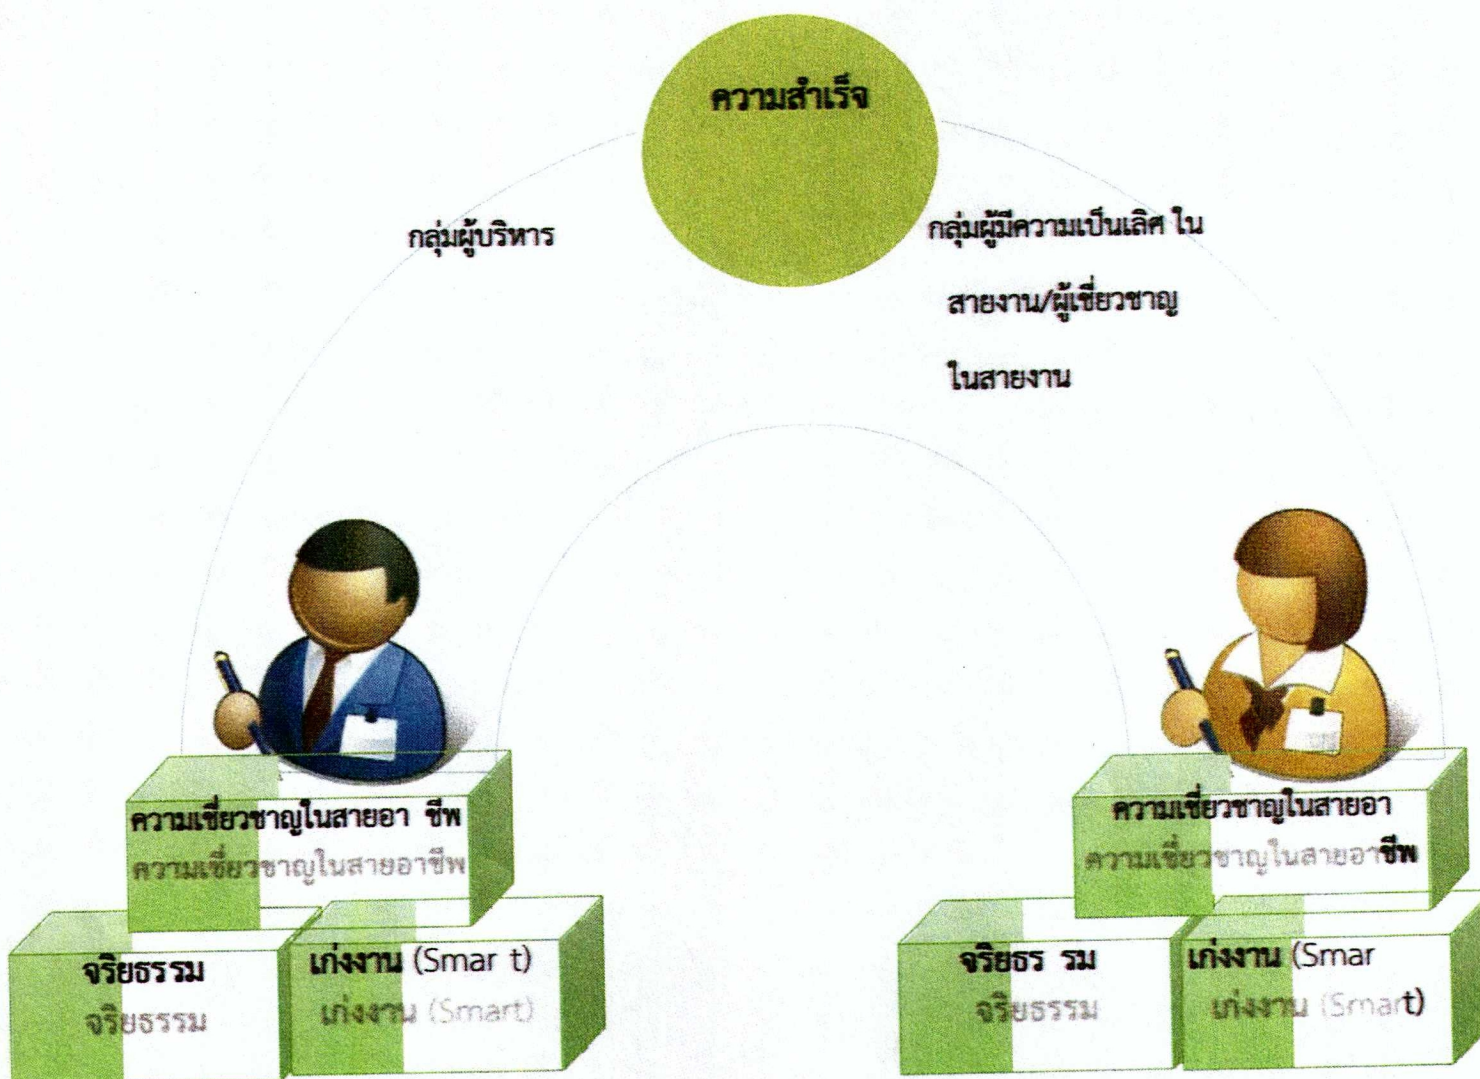 ความสำเร็จ
กลุ่มผู้บริหาร
กลุ่มผู้มีความเป็นเลิศ ใน
สายงาน/ผู้เชี่ยวชาญ
ในสายงาน
ความเชี่ยวชาญในสายอา ชีพ
ความเชี่ยวชาญในสายอาชีพ
จริยธรรม
จริยธรรม
เก่งงาน (Smar t)
เก่งงาน (Smart)
ความเชี่ยวชาญในสายอา
ความเชี่ยวชาญในสายอาชีพ
จริยธร รม
จริยธรรม
เก่งงาน (Smar
เก่งงาน (Smart)